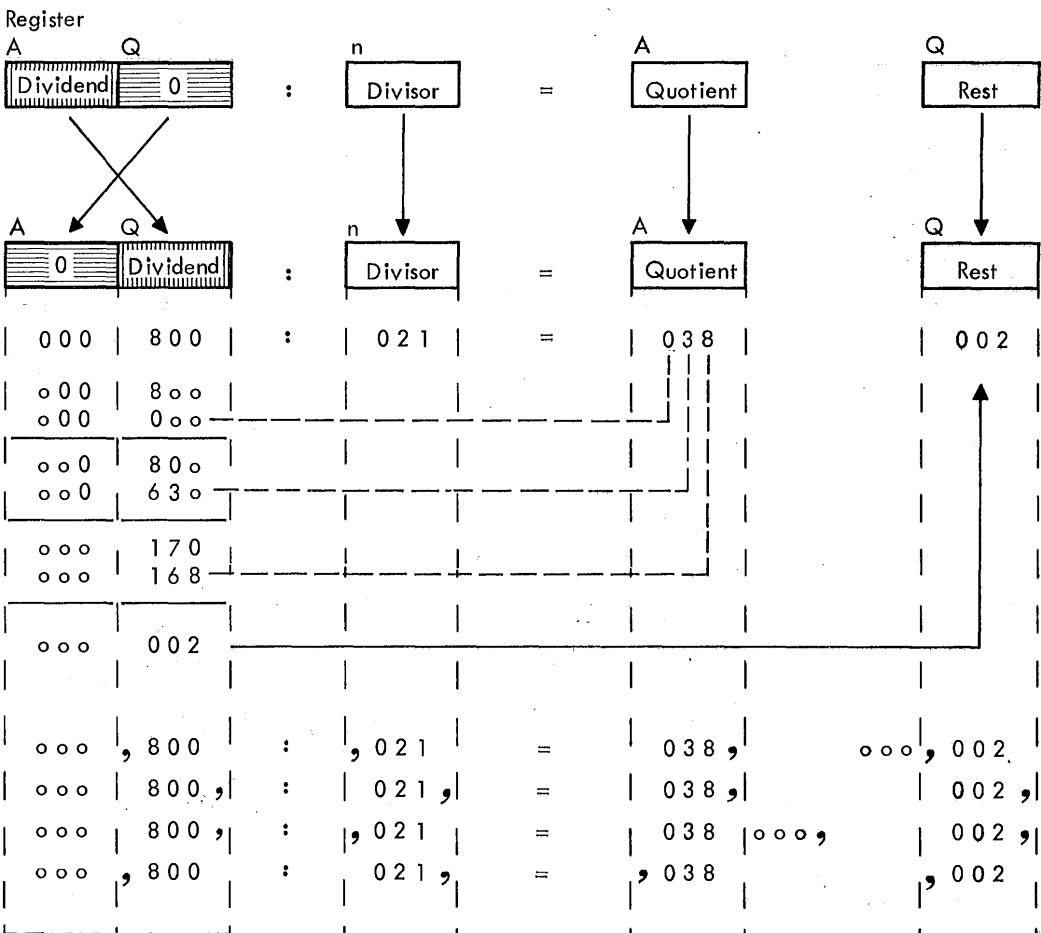 Register
A Q n A Q
Dividend 0 : Divisor = Quotient Rest
A Q n A Q
0 Dividend : Divisor = Quotient Rest
000 800 : 021 = 038 002
o00 8oo
o00 0oo
oo0 80o
oo0 63o
ooo 170
ooo 168
ooo 002
ooo ,800 : ,021 = 038, ooo,002
ooo 800, : 021, = 038, 002,
ooo 800, : ,021 = 038 ooo, 002,
ooo ,800 : 021, = ,038 ,002